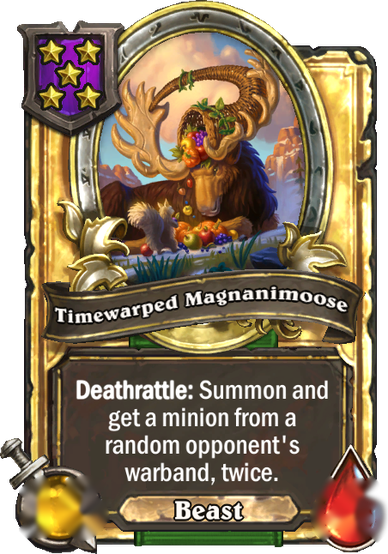 Timewarped Magnanimoose
Deathrattle: Summon and
get a minion from a
random opponent's
warband, twice.
Beast